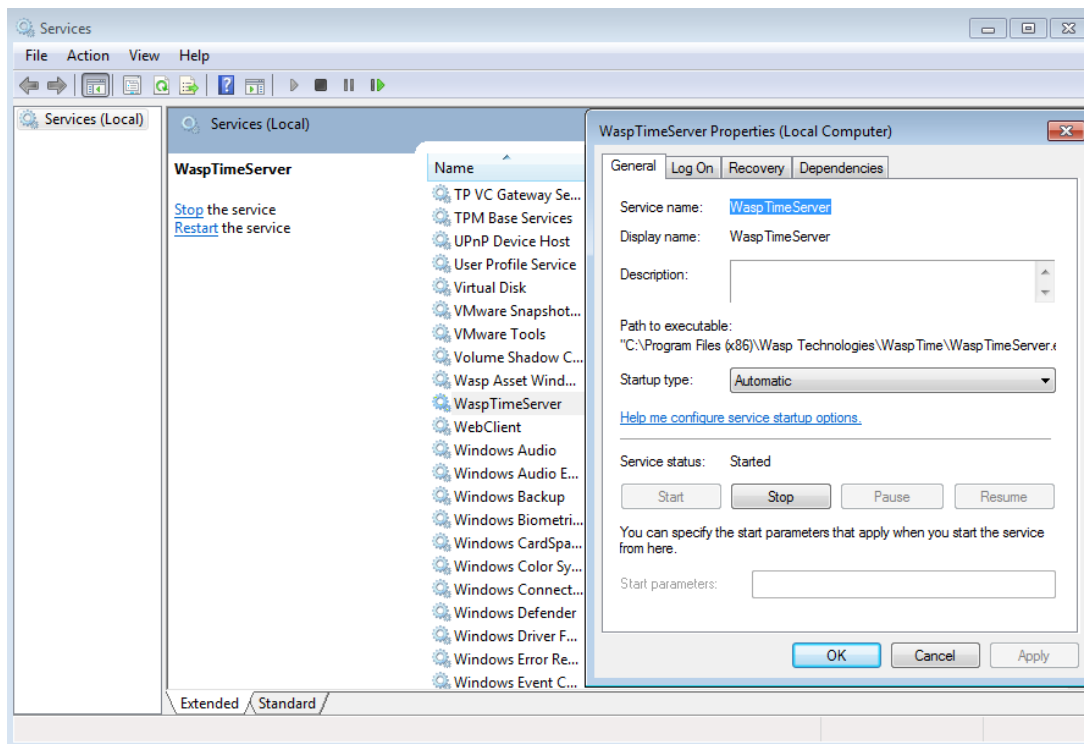 Services
File Action View Help
Services (Local)
Services (Local)
WaspTimeServer
Stop the service
Restart the service
Name
TP VC Gateway Se...
TPM Base Services
UPnP Device Host
User Profile Service
Virtual Disk
VMware Snapshot...
VMware Tools
Volume Shadow C...
Wasp Asset Wind...
WaspTimeServer
WebClient
Windows Audio
Windows Audio E...
Windows Backup
Windows Biometri...
Windows CardSpa...
Windows Color Sy...
Windows Connect...
Windows Defender
Windows Driver F...
Windows Error Re...
Windows Event C...
Extended Standard
WaspTimeServer Properties (Local Computer)
General Log On Recovery Dependencies
Service name: WaspTimeServer
Display name: WaspTimeServer
Description:
Path to executable:
"C:\Program Files (x86)\Wasp Technologies\WaspTime\WaspTimeServer.e
Startup type: Automatic
Help me configure service startup options.
Service status: Started
Start Stop Pause Resume
You can specify the start parameters that apply when you start the service
from here.
Start parameters:
OK Cancel Apply